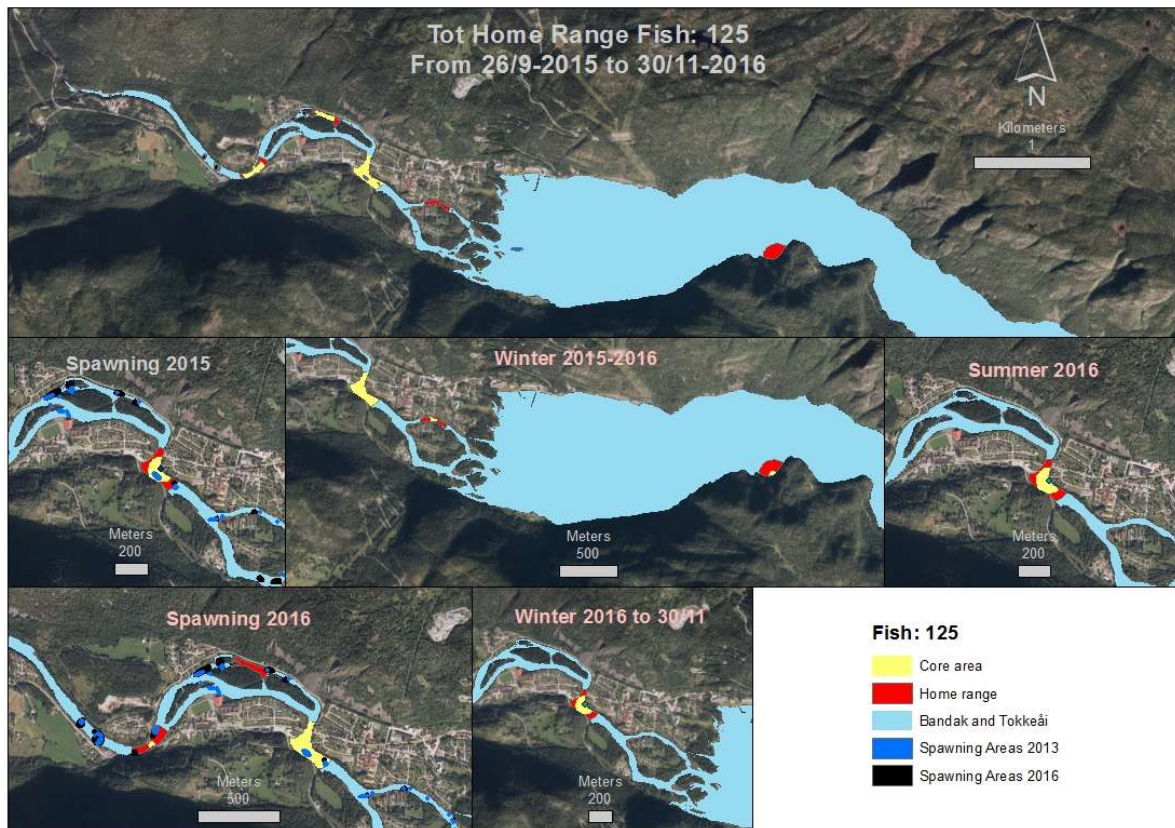 Tot Home Range Fish: 125
From 26/9-2015 to 30/11-2016
N
Kilometers
1
Spawning 2015
Meters
200
Winter 2015-2016
Meters
500
Summer 2016
Meters
200
Spawning 2016
Meters
500
Winter 2016 to 30/11
Meters
200
Fish: 125
Core area
Home range
Bandak and Tokkeåi
Spawning Areas 2013
Spawning Areas 2016